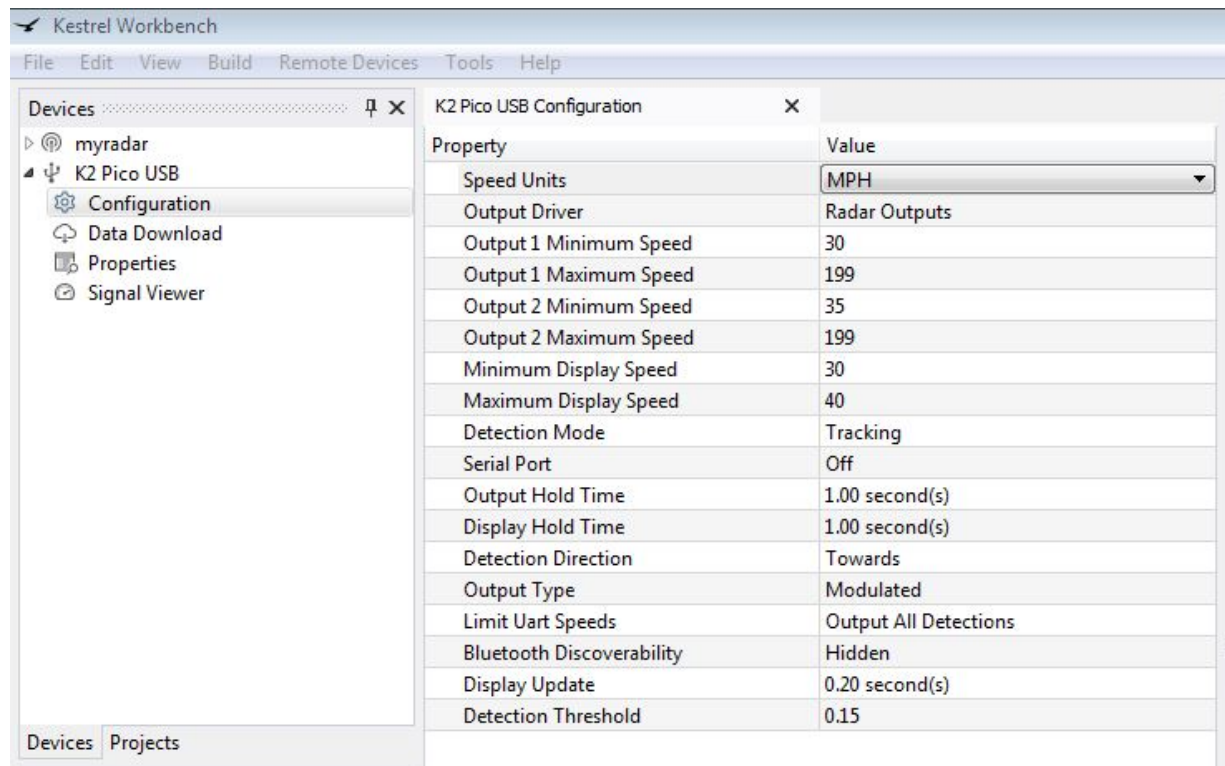 Kestrel Workbench
File Edit View Build Remote Devices Tools Help
Devices
myradar
K2 Pico USB
Configuration
Data Download
Properties
Signal Viewer
Devices Projects
K2 Pico USB Configuration
Property Value
Speed Units MPH
Output Driver Radar Outputs
Output 1 Minimum Speed 30
Output 1 Maximum Speed 199
Output 2 Minimum Speed 35
Output 2 Maximum Speed 199
Minimum Display Speed 30
Maximum Display Speed 40
Detection Mode Tracking
Serial Port Off
Output Hold Time 1.00 second(s)
Display Hold Time 1.00 second(s)
Detection Direction Towards
Output Type Modulated
Limit Uart Speeds Output All Detections
Bluetooth Discoverability Hidden
Display Update 0.20 second(s)
Detection Threshold 0.15